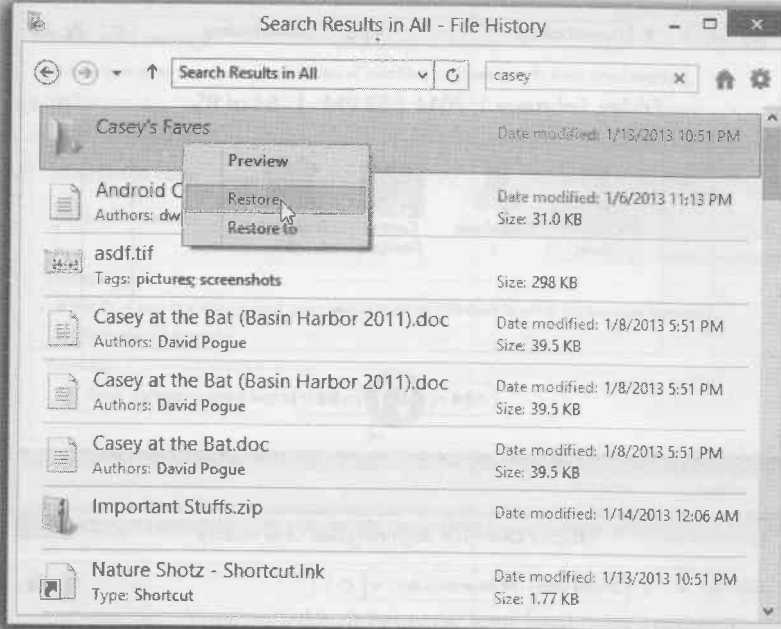 Search Results in All - File History
Search Results in All
casey
Casey's Faves
Date modified: 1/13/2013 10:51 PM
Preview
Restore
Restore to
Android C
Authors: dw
Date modified: 1/6/2013 11:13 PM
Size: 31.0 KB
asdf.tif
Tags: pictures; screenshots
Size: 298 KB
Casey at the Bat (Basin Harbor 2011).doc
Authors: David Pogue
Date modified: 1/8/2013 5:51 PM
Size: 39.5 KB
Casey at the Bat (Basin Harbor 2011).doc
Authors: David Pogue
Date modified: 1/8/2013 5:51 PM
Size: 39.5 KB
Casey at the Bat.doc
Authors: David Pogue
Date modified: 1/8/2013 5:51 PM
Size: 39.5 KB
Important Stuffs.zip
Date modified: 1/14/2013 12:06 AM
Nature Shotz - Shortcut.lnk
Type: Shortcut
Date modified: 1/13/2013 10:51 PM
Size: 1.77 KB